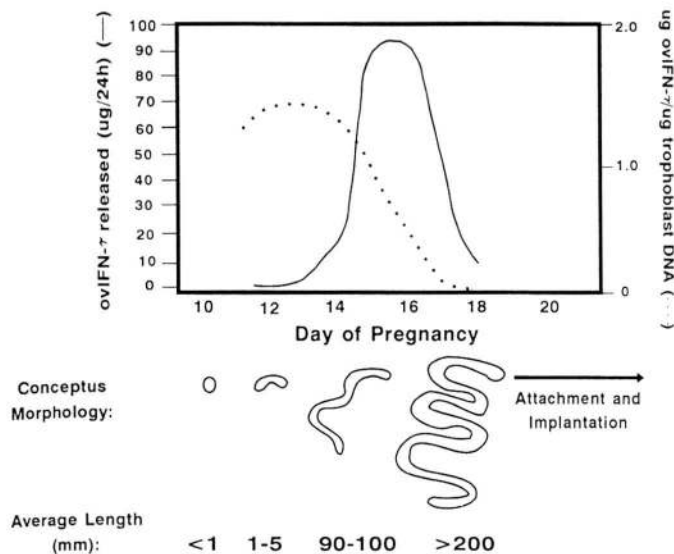 ovIFN-τ released (ug/24h) (—)
100
90
80
70
60
50
40
30
20
10
0
2.0
1.0
0
ug ovIFN-τ/ug trophoblast DNA (····)
10 12 14 16 18 20
Day of Pregnancy
Conceptus
Morphology:
Attachment and
Implantation
Average Length
(mm): <1 1-5 90-100 >200